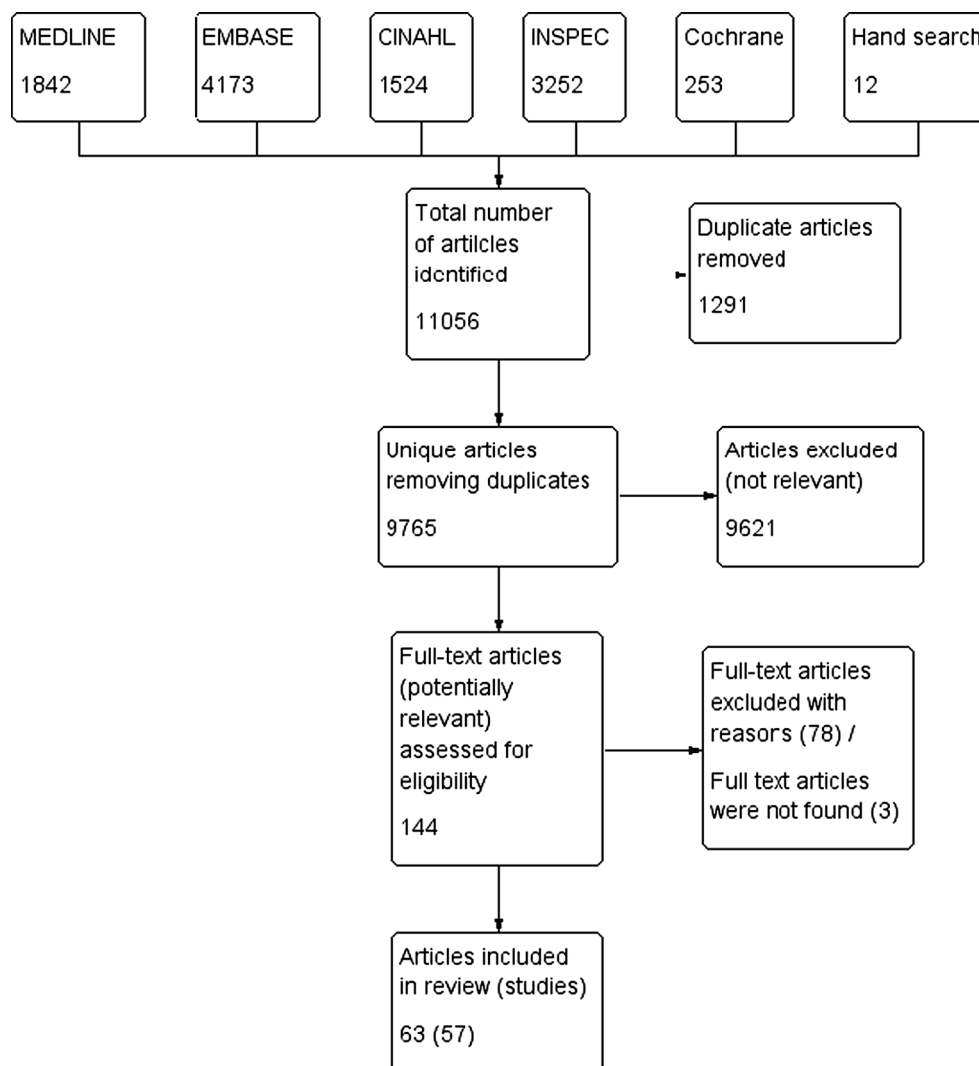 MEDLINE
1842
EMBASE
4173
CINAHL
1524
INSPEC
3252
Cochrane
253
Hand search
12
Total number
of artilcles
identified
11056
Duplicate articles
removed
1291
Unique articles
removing duplicates
9765
Articles excluded
(not relevant)
9621
Full-text articles
(potentially
relevant)
assessed for
eligibility
144
Full-text articles
excluded with
reasors (78) /
Full text articles
were not found (3)
Articles included
in review (studies)
63 (57)